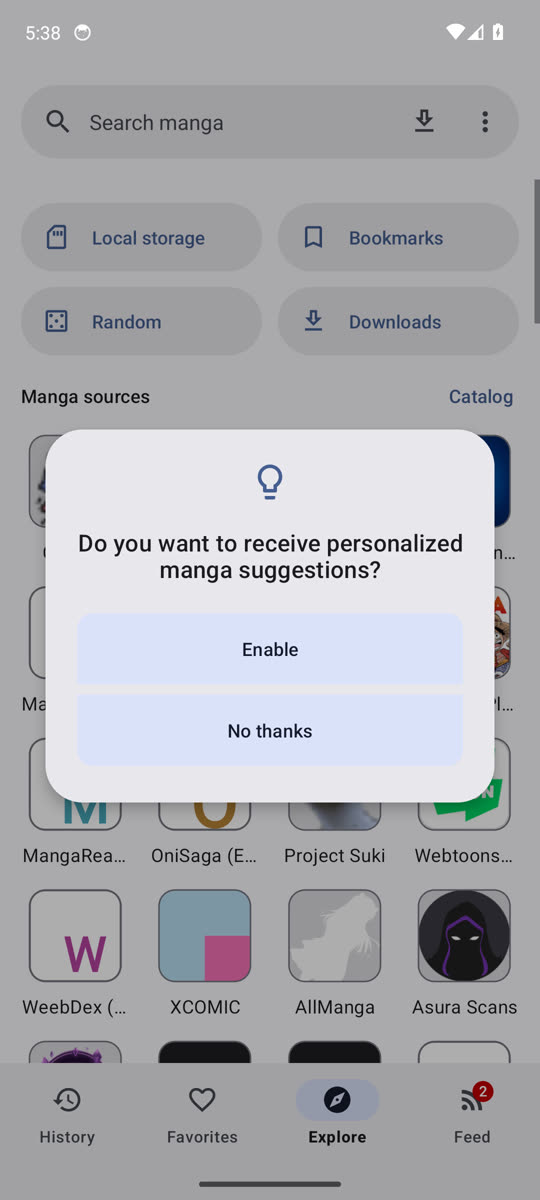 5:38
Search manga
Local storage
Bookmarks
Random
Downloads
Manga sources
Catalog
Do you want to receive personalized
manga suggestions?
Enable
No thanks
MangaRea...
OniSaga (E...
Project Suki
Webtoons...
W
WeebDex (...
XCOMIC
AllManga
Asura Scans
2
History
Favorites
Explore
Feed